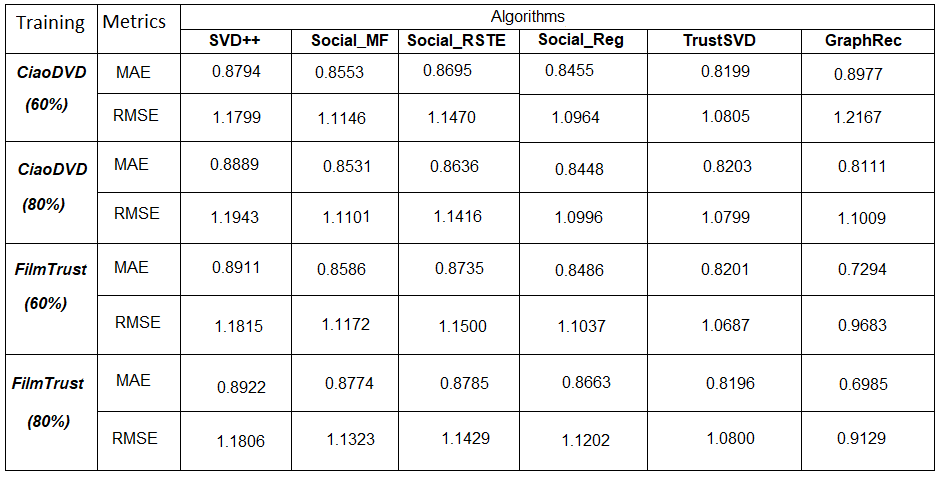 Training Metrics Algorithms
SVD++ Social_MF Social_RSTE Social_Reg TrustSVD GraphRec
CiaoDVD MAE 0.8794 0.8553 0.8695 0.8455 0.8199 0.8977
(60%) RMSE 1.1799 1.1146 1.1470 1.0964 1.0805 1.2167
CiaoDVD MAE 0.8889 0.8531 0.8636 0.8448 0.8203 0.8111
(80%) RMSE 1.1943 1.1101 1.1416 1.0996 1.0799 1.1009
FilmTrust MAE 0.8911 0.8586 0.8735 0.8486 0.8201 0.7294
(60%) RMSE 1.1815 1.1172 1.1500 1.1037 1.0687 0.9683
FilmTrust MAE 0.8922 0.8774 0.8785 0.8663 0.8196 0.6985
(80%) RMSE 1.1806 1.1323 1.1429 1.1202 1.0800 0.9129